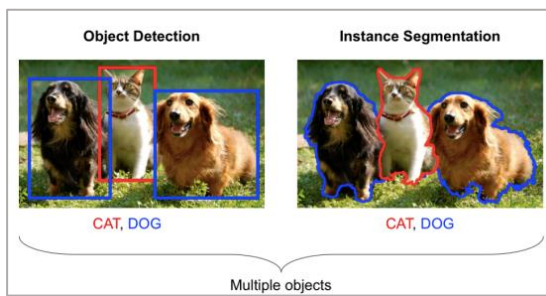 Object Detection
Instance Segmentation
CAT, DOG
CAT, DOG
Multiple objects